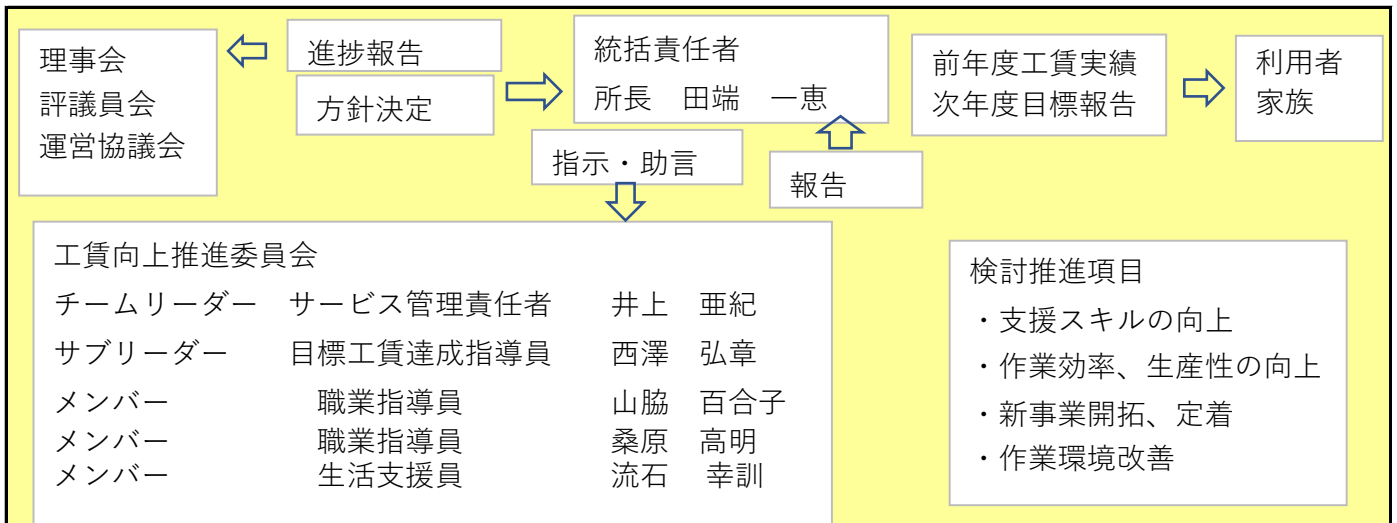 理事会
評議員会
運営協議会
進捗報告
方針決定
統括責任者
所長 田端 一恵
前年度工賃実績
次年度目標報告
利用者
家族
指示・助言
報告
工賃向上推進委員会
チームリーダー サービス管理責任者 井上 亜紀
サブリーダー 目標工賃達成指導員 西澤 弘章
メンバー 職業指導員 山脇 百合子
メンバー 職業指導員 桑原 高明
メンバー 生活支援員 流石 幸訓
検討推進項目
・支援スキルの向上
・作業効率、生産性の向上
・新事業開拓、定着
・作業環境改善